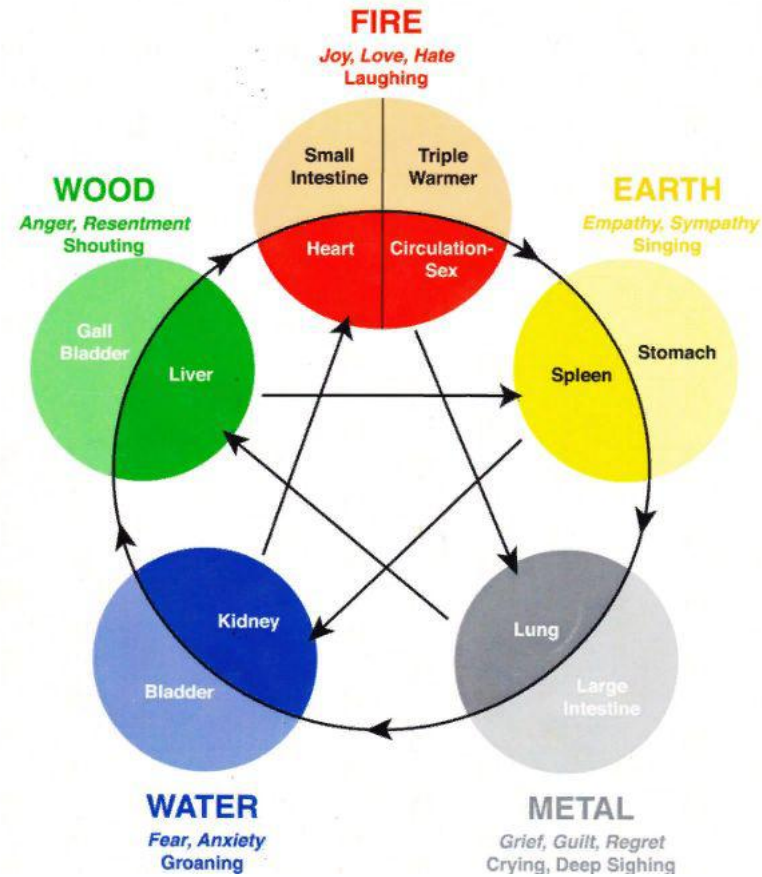 FIRE
Joy, Love, Hate
Laughing
Small
Intestine
Triple
Warmer
Heart
Circulation-
Sex
WOOD
Anger, Resentment
Shouting
Gall
Bladder
Liver
EARTH
Empathy, Sympathy
Singing
Spleen
Stomach
Kidney
Bladder
WATER
Fear, Anxiety
Groaning
Lung
Large
Intestine
METAL
Grief, Guilt, Regret
Crying, Deep Sighing